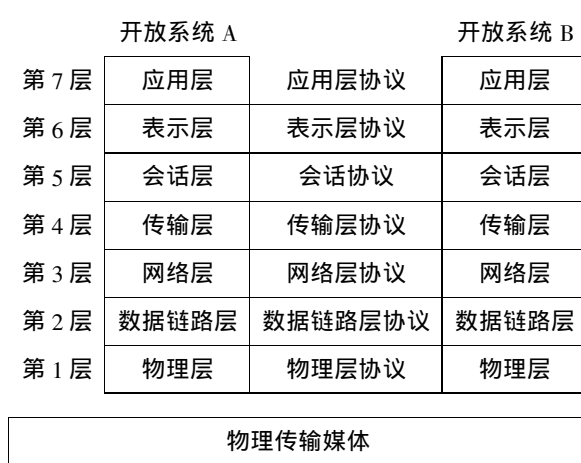 开放系统 A 开放系统 B
第 7 层 应用层 应用层协议 应用层
第 6 层 表示层 表示层协议 表示层
第 5 层 会话层 会话协议 会话层
第 4 层 传输层 传输层协议 传输层
第 3 层 网络层 网络层协议 网络层
第 2 层 数据链路层 数据链路层协议 数据链路层
第 1 层 物理层 物理层协议 物理层
物理传输媒体